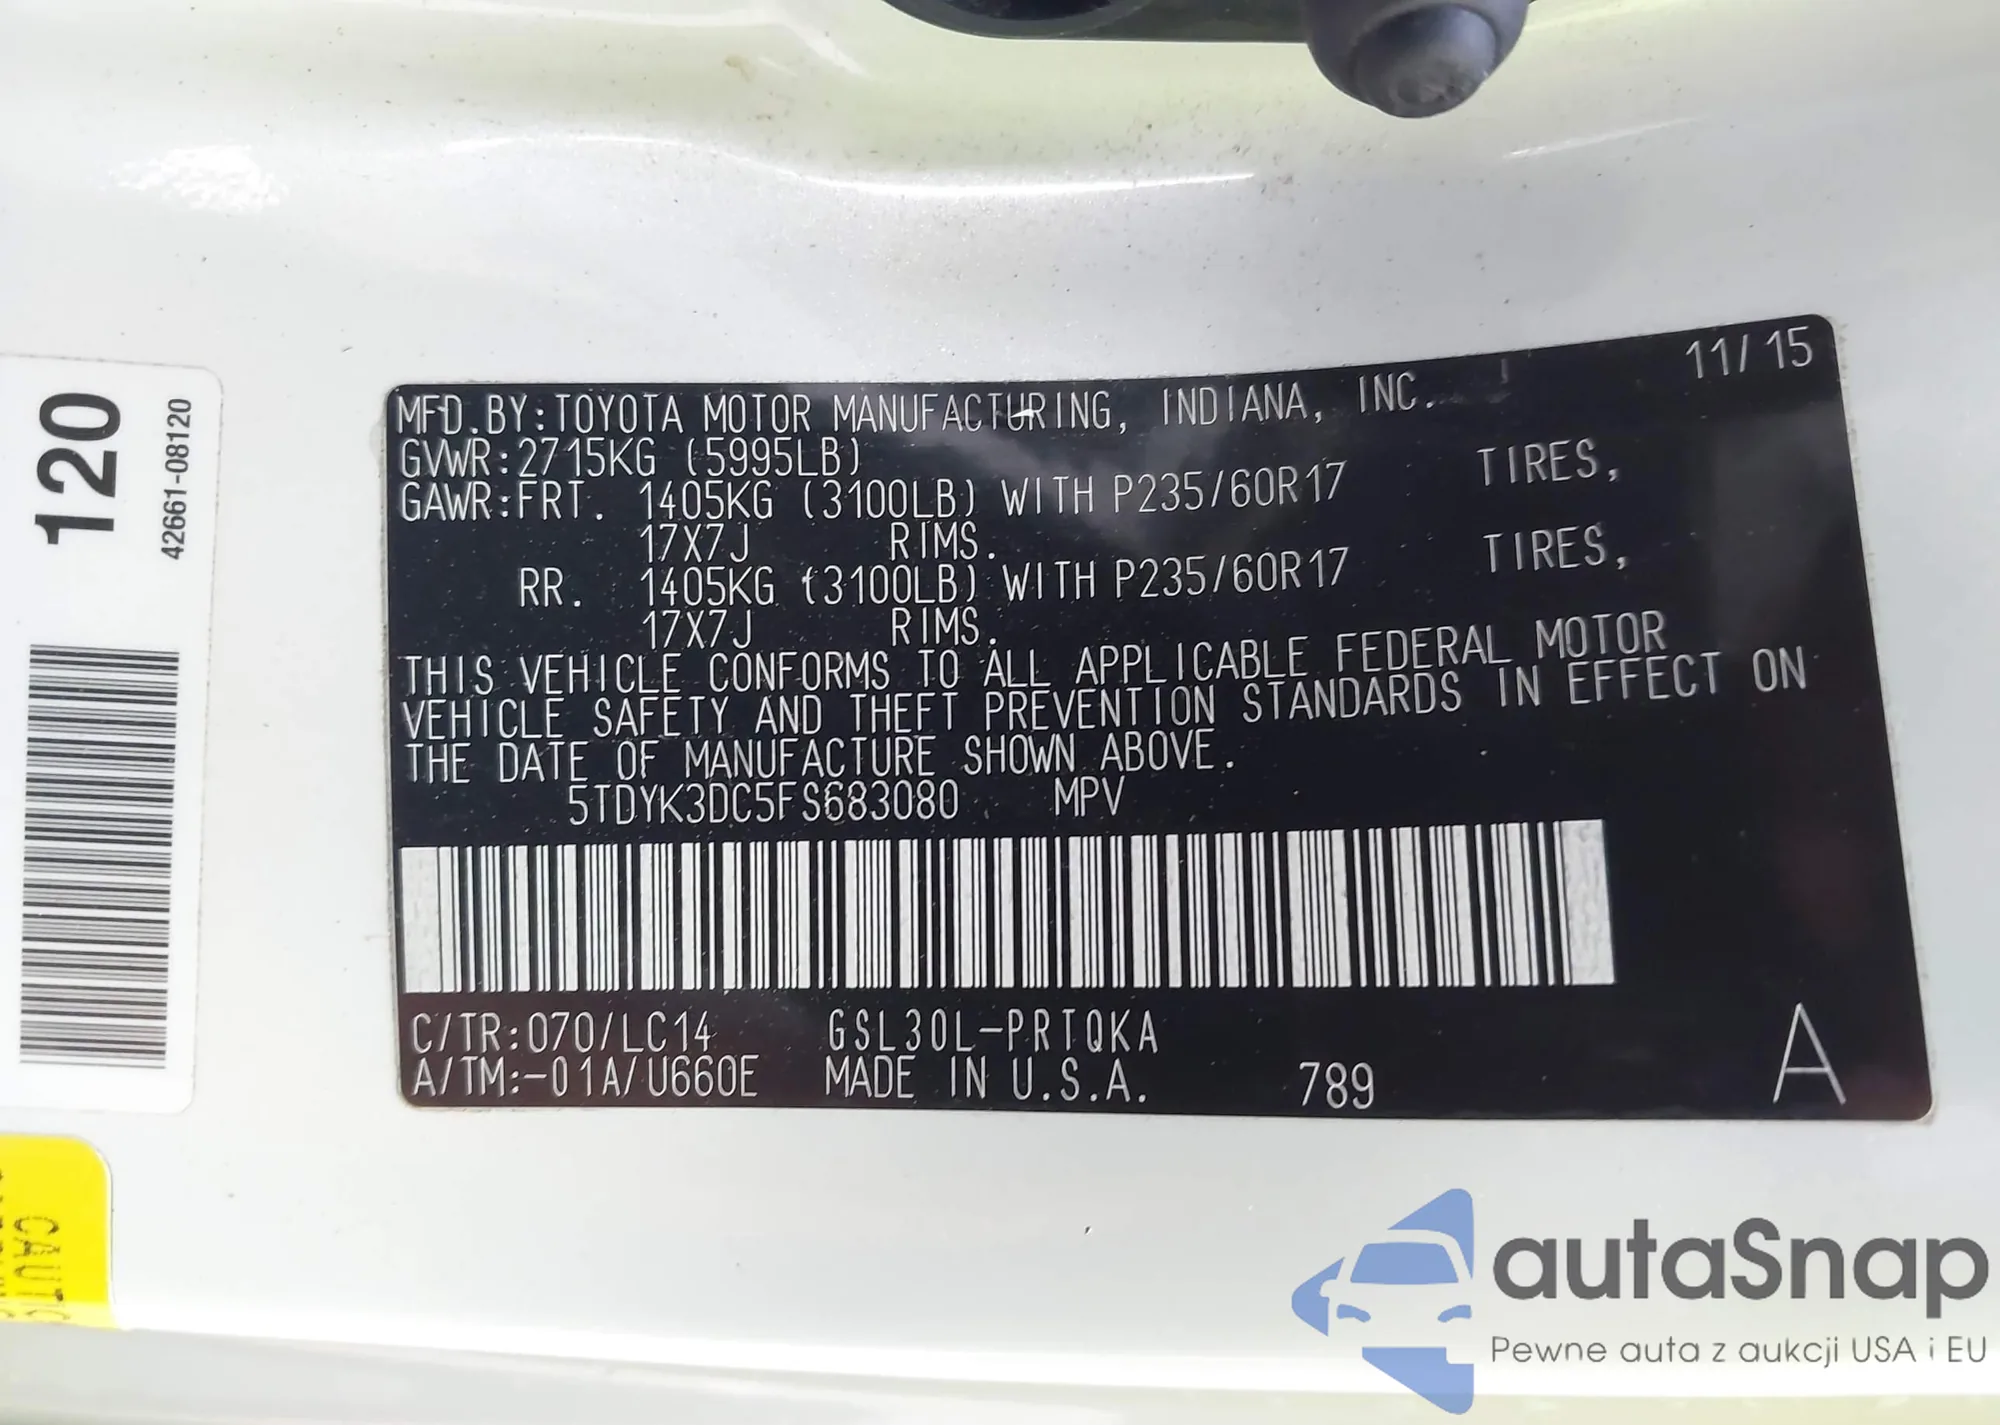 120
42661-08120
11/15
MFD.BY:TOYOTA MOTOR MANUFACTURING, INDIANA, INC.
GVWR:2715KG (5995LB)
GAWR:FRT. 1405KG (3100LB) WITH P235/60R17 TIRES,
17X7J RIMS.
RR. 1405KG (3100LB) WITH P235/60R17 TIRES,
17X7J RIMS.
THIS VEHICLE CONFORMS TO ALL APPLICABLE FEDERAL MOTOR
VEHICLE SAFETY AND THEFT PREVENTION STANDARDS IN EFFECT ON
THE DATE OF MANUFACTURE SHOWN ABOVE.
5TDYK3DC5FS683080 MPV
C/TR:070/LC14 GSL30L-PRTQKA
A/TM:-01A/U660E MADE IN U.S.A. 789 A
autaSnap
Pewne auta z aukcji USA i EU